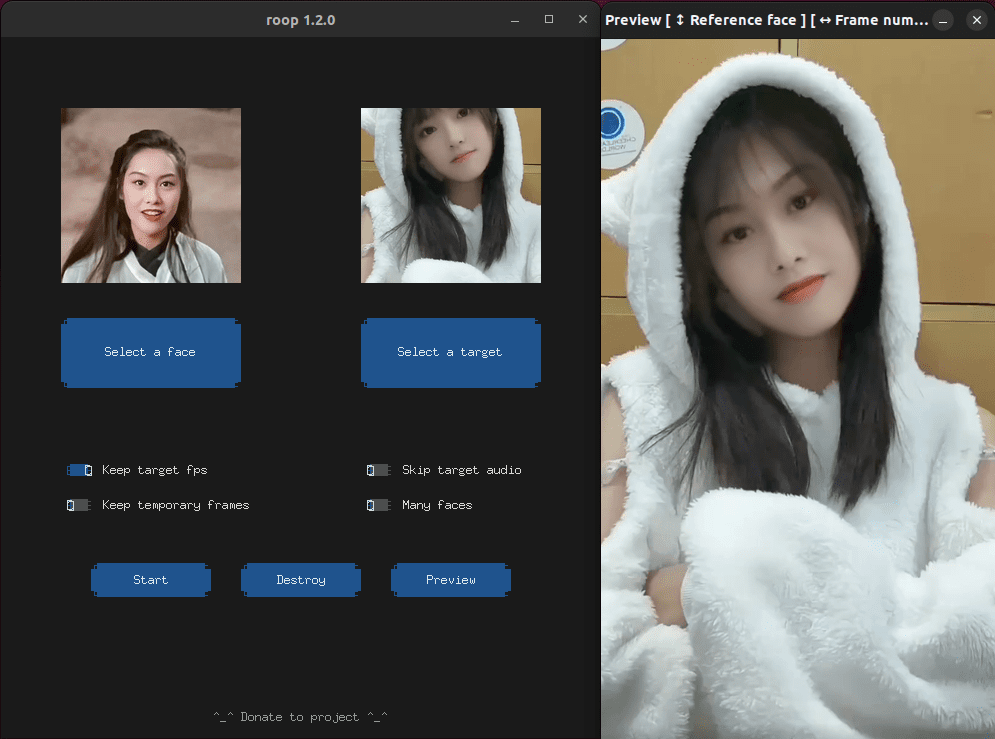 roop 1.2.0
Preview [ ↕ Reference face ] [ ↔ Frame num...
Select a face
Select a target
Keep target fps
Skip target audio
Keep temporary frames
Many faces
Start
Destroy
Preview
^_^ Donate to project ^_^